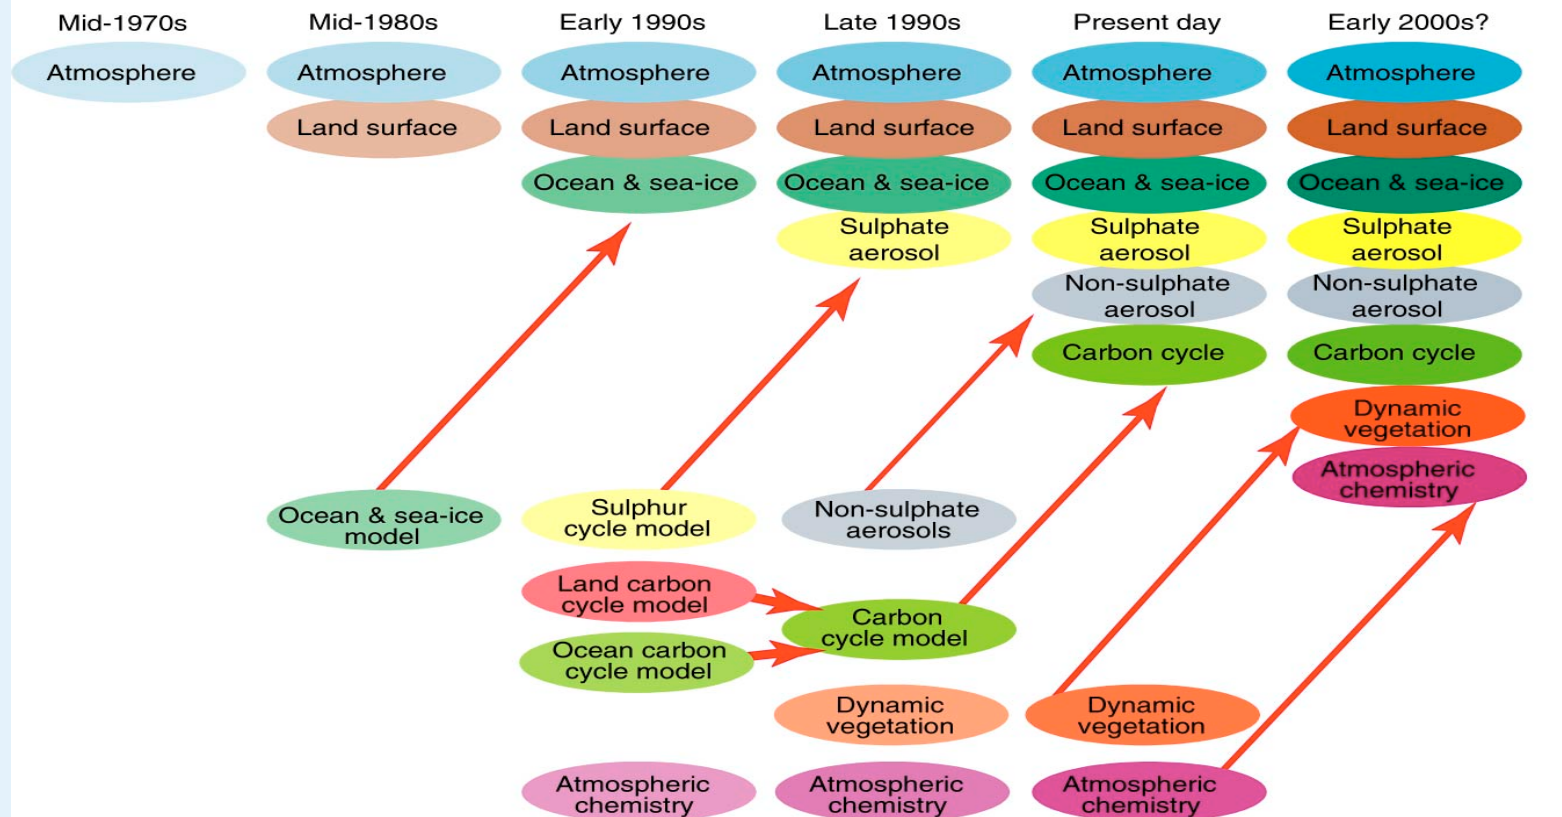 Mid-1970s
Mid-1980s
Early 1990s
Late 1990s
Present day
Early 2000s?
Atmosphere
Atmosphere
Atmosphere
Atmosphere
Atmosphere
Atmosphere
Land surface
Land surface
Land surface
Land surface
Land surface
Ocean & sea-ice
Ocean & sea-ice
Ocean & sea-ice
Ocean & sea-ice
Sulphate
aerosol
Sulphate
aerosol
Sulphate
aerosol
Non-sulphate
aerosol
Non-sulphate
aerosol
Carbon cycle
Carbon cycle
Dynamic
vegetation
Atmospheric
chemistry
Ocean & sea-ice
model
Sulphur
cycle model
Non-sulphate
aerosols
Land carbon
cycle model
Carbon
cycle model
Ocean carbon
cycle model
Dynamic
vegetation
Dynamic
vegetation
Atmospheric
chemistry
Atmospheric
chemistry
Atmospheric
chemistry